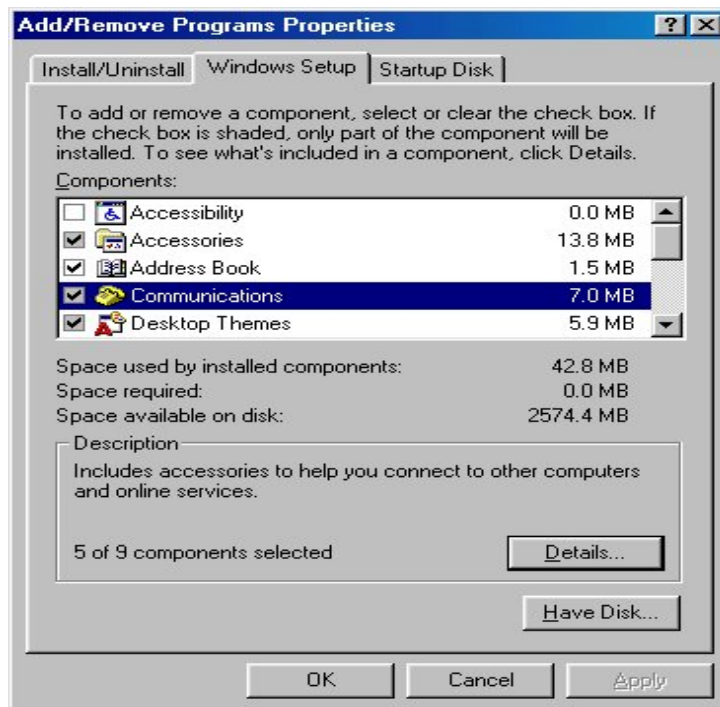 Add/Remove Programs Properties
Install/Uninstall Windows Setup Startup Disk
To add or remove a component, select or clear the check box. If
the check box is shaded, only part of the component will be
installed. To see what's included in a component, click Details.
Components:
Accessibility 0.0 MB
Accessories 13.8 MB
Address Book 1.5 MB
Communications 7.0 MB
Desktop Themes 5.9 MB
Space used by installed components: 42.8 MB
Space required: 0.0 MB
Space available on disk: 2574.4 MB
Description
Includes accessories to help you connect to other computers
and online services.
5 of 9 components selected Details...
Have Disk...
OK Cancel Apply